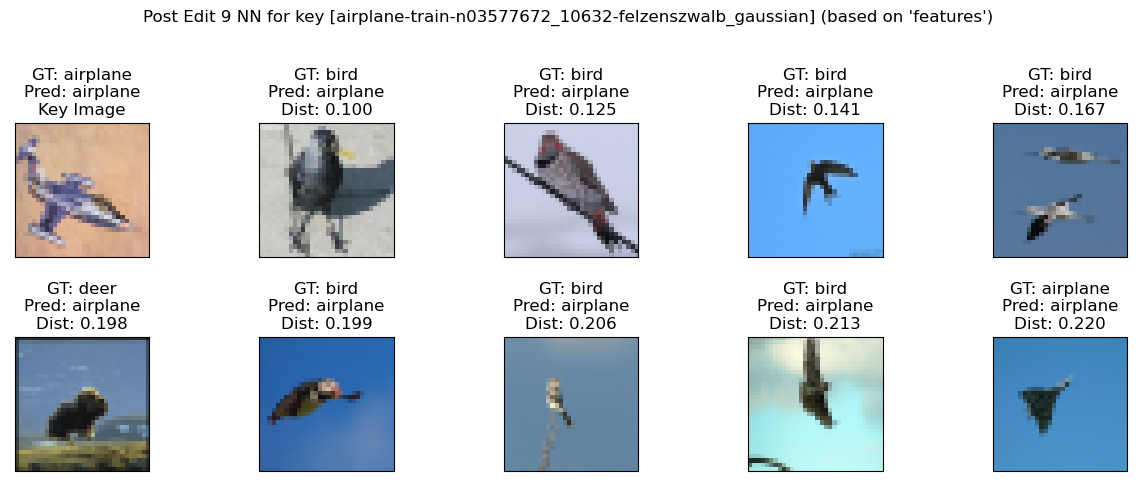 Post Edit 9 NN for key [airplane-train-n03577672_10632-felzenszwalb_gaussian] (based on 'features')
GT: airplane
Pred: airplane
Key Image
GT: bird
Pred: airplane
Dist: 0.100
GT: bird
Pred: airplane
Dist: 0.125
GT: bird
Pred: airplane
Dist: 0.141
GT: bird
Pred: airplane
Dist: 0.167
GT: deer
Pred: airplane
Dist: 0.198
GT: bird
Pred: airplane
Dist: 0.199
GT: bird
Pred: airplane
Dist: 0.206
GT: bird
Pred: airplane
Dist: 0.213
GT: airplane
Pred: airplane
Dist: 0.220